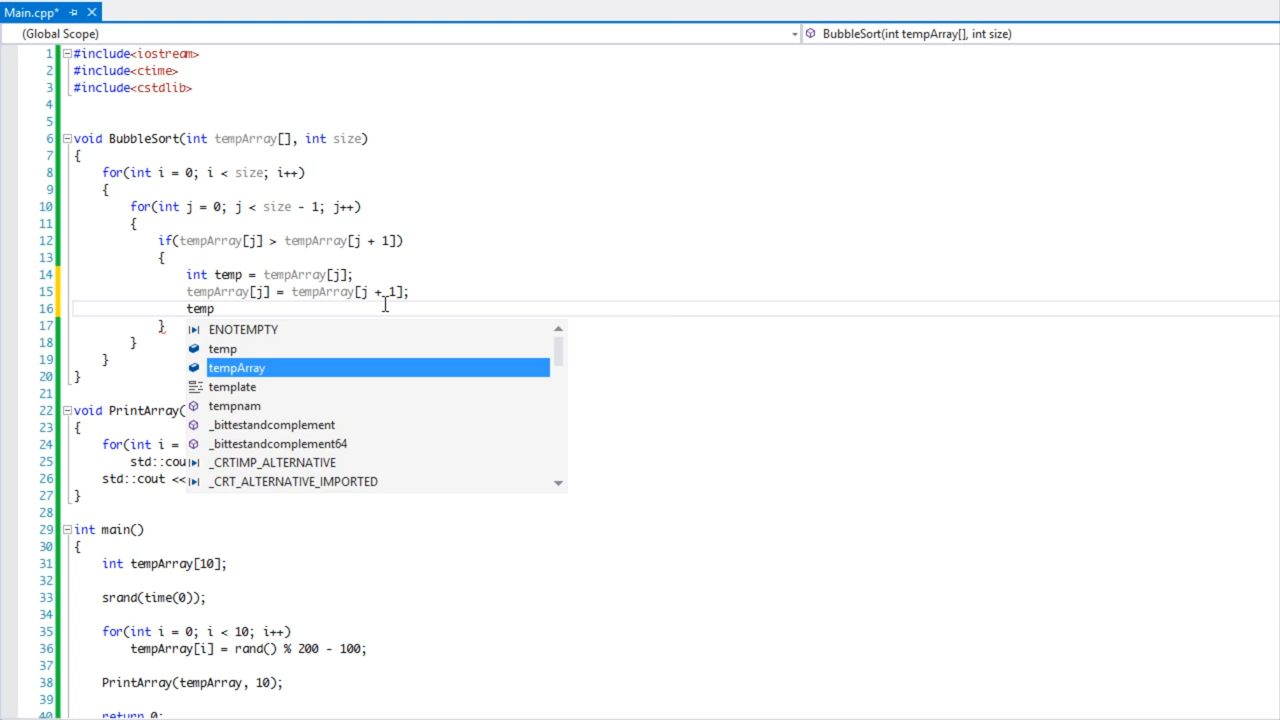 Main.cpp*
(Global Scope) BubbleSort(int tempArray[], int size)
1 #include<iostream>
2 #include<ctime>
3 #include<cstdlib>
4
5
6 void BubbleSort(int tempArray[], int size)
7 {
8 for(int i = 0; i < size; i++)
9 {
10 for(int j = 0; j < size - 1; j++)
11 {
12 if(tempArray[j] > tempArray[j + 1])
13 {
14 int temp = tempArray[j];
15 tempArray[j] = tempArray[j + 1];
16 temp
17 }
18 }
19 }
20 }
21
22 void PrintArray(
23 {
24 for(int i =
25 std::cou
26 std::cout <<
27 }
28
29 int main()
30 {
31 int tempArray[10];
32
33 srand(time(0));
34
35 for(int i = 0; i < 10; i++)
36 tempArray[i] = rand() % 200 - 100;
37
38 PrintArray(tempArray, 10);
39
40 return 0;
ENOTEMPTY
temp
tempArray
template
tempnam
_bittestandcomplement
_bittestandcomplement64
_CRTIMP_ALTERNATIVE
_CRT_ALTERNATIVE_IMPORTED